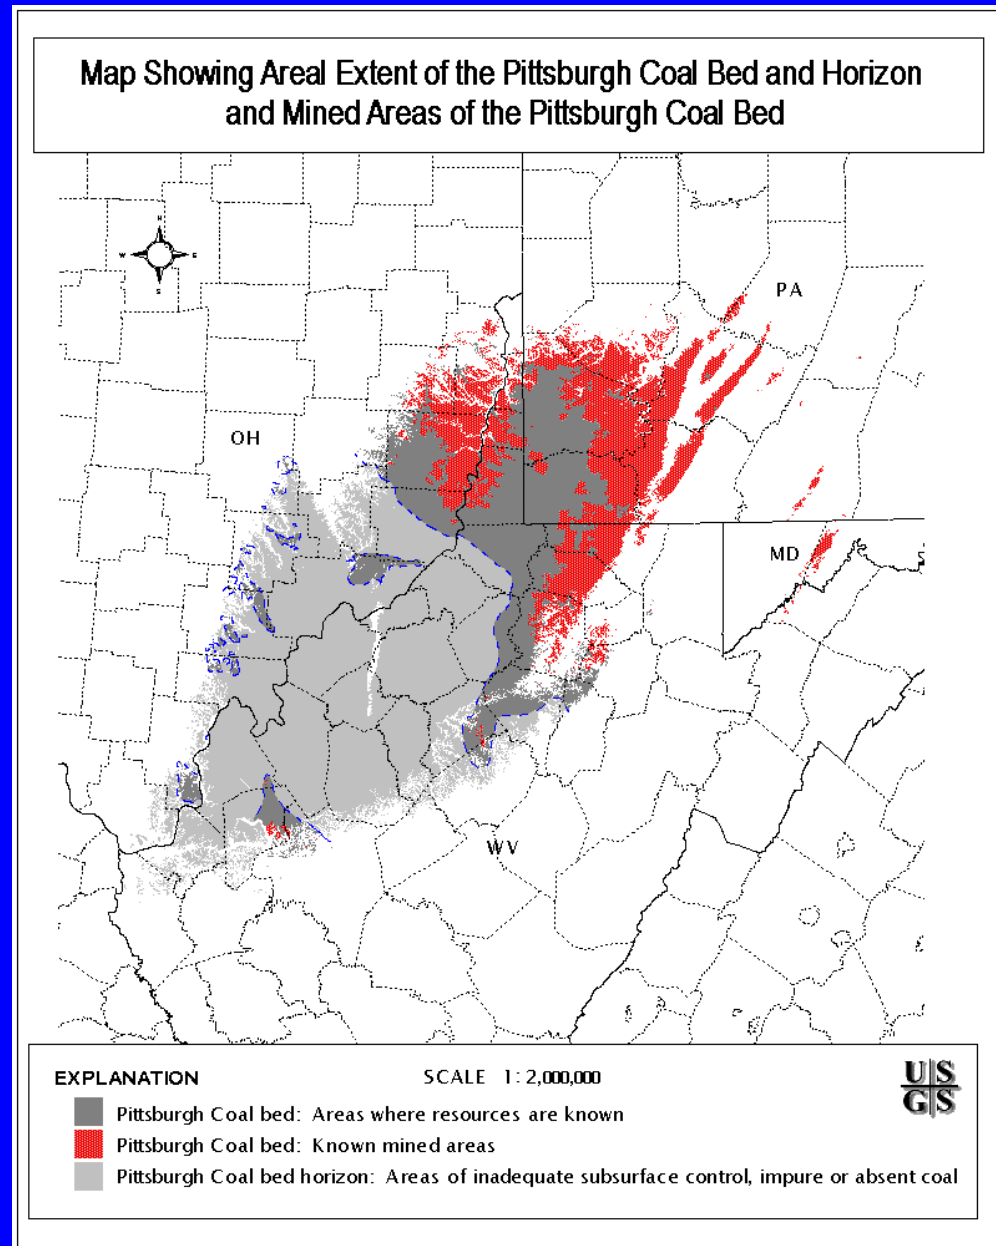 Map Showing Areal Extent of the Pittsburgh Coal Bed and Horizon
and Mined Areas of the Pittsburgh Coal Bed
N
W E
S
PA
OH
MD
WV
EXPLANATION
SCALE 1:2,000,000
US
GS
Pittsburgh Coal bed: Areas where resources are known
Pittsburgh Coal bed: Known mined areas
Pittsburgh Coal bed horizon: Areas of inadequate subsurface control, impure or absent coal